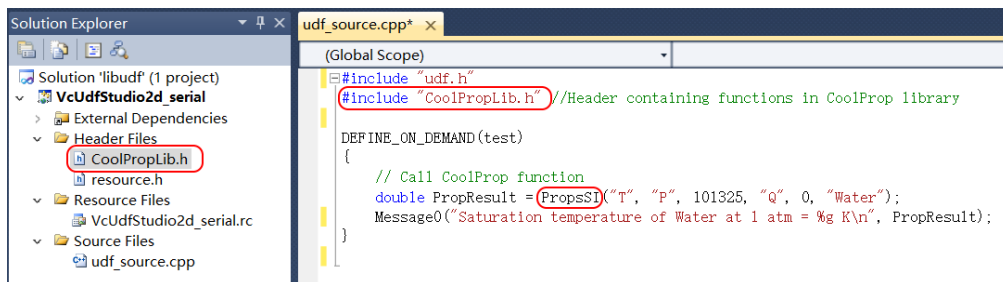 Solution Explorer
Solution 'libudf' (1 project)
VcUdfStudio2d_serial
External Dependencies
Header Files
CoolPropLib.h
resource.h
Resource Files
VcUdfStudio2d_serial.rc
Source Files
udf_source.cpp
udf_source.cpp*
(Global Scope)
#include "udf.h"
#include "CoolPropLib.h" //Header containing functions in CoolProp library
DEFINE_ON_DEMAND(test)
{
// Call CoolProp function
double PropResult = PropsSI("T", "P", 101325, "Q", 0, "Water");
Message0("Saturation temperature of Water at 1 atm = %g K\n", PropResult);
}